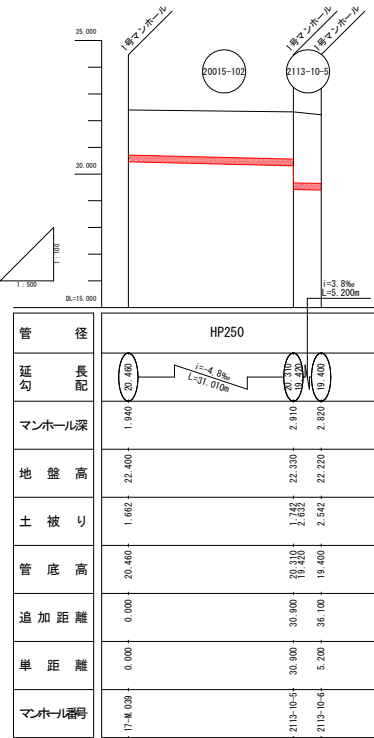 1号マンホール
1号マンホール
1号マンホール
25.000
20015-102
2113-10-5
20.000
1 : 100
1 : 500
DL=15.000
i=3.8‰
L=5.200m
管径 HP250
延長
勾配
20.460
i=-4.8‰
L=31.010m
20.310
19.420
19.400
マンホール深 1.940 2.910 2.820
地盤高 22.400 22.330 22.220
土被り 1.662 1.742 2.632 2.542
管底高 20.460 20.310 19.420 19.400
追加距離 0.000 30.900 36.100
単距離 0.000 30.900 5.200
マンホール番号 17-M.039 2113-10-5 2113-10-6